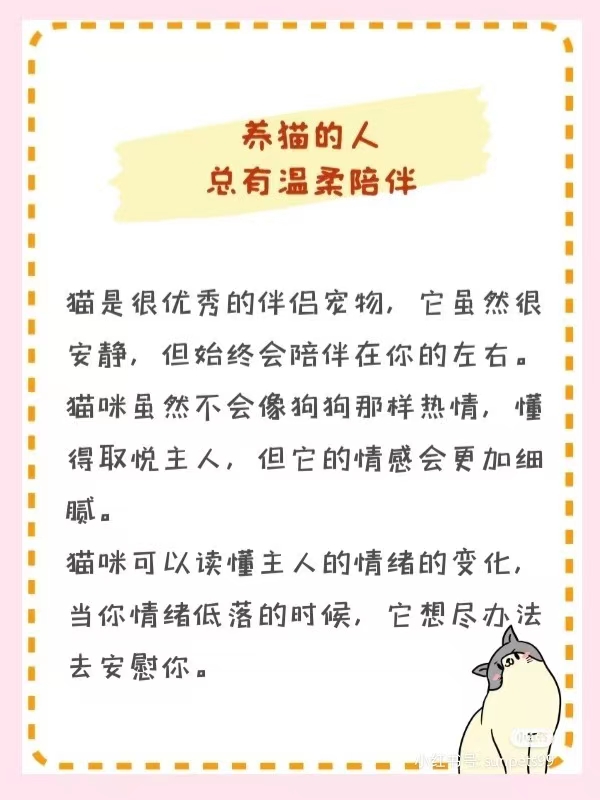 养猫的人
总有温柔陪伴
猫是很优秀的伴侣宠物，它虽然很
安静，但始终会陪伴在你的左右。
猫咪虽然不会像狗狗那样热情，懂
得取悦主人，但它的情感会更加细
腻。
猫咪可以读懂主人的情绪的变化，
当你情绪低落的时候，它想尽办法
去安慰你。
小红书号